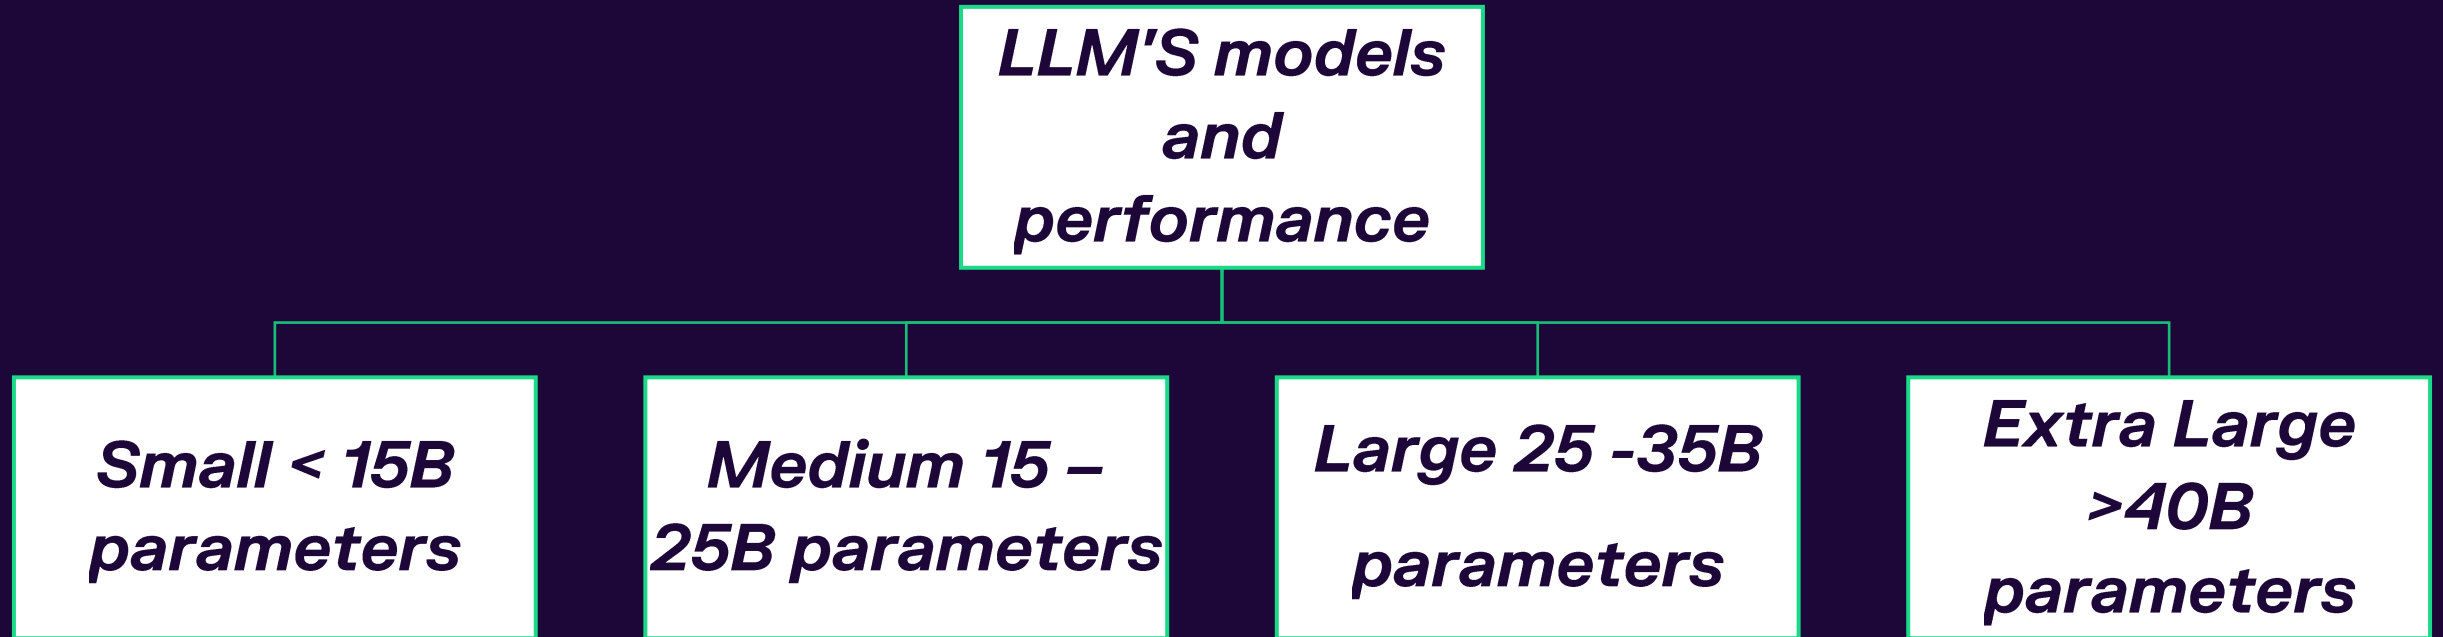 LLM'S models
and
performance
Small < 15B
parameters
Medium 15 –
25B parameters
Large 25 -35B
parameters
Extra Large
>40B
parameters